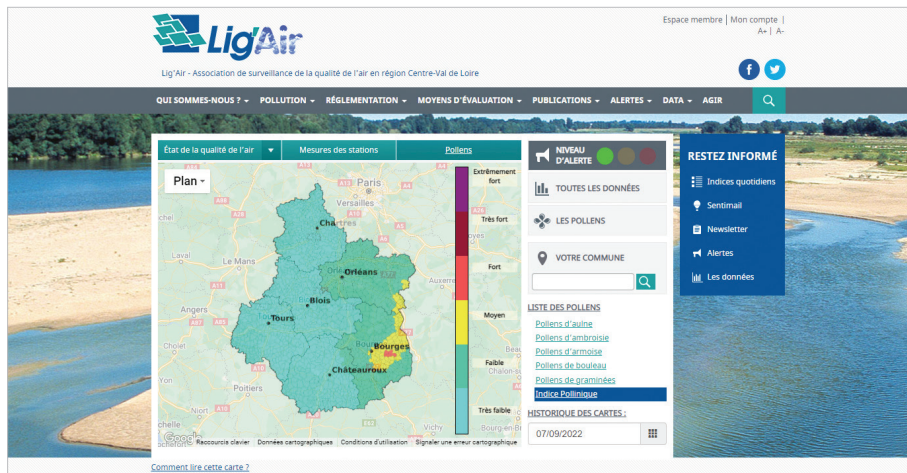 Lig'Air
Espace membre | Mon compte |
A+ | A-
Lig'Air - Association de surveillance de la qualité de l'air en région Centre-Val de Loire
QUI SOMMES-NOUS ? POLLUTION RÉGLEMENTATION MOYENS D'ÉVALUATION PUBLICATIONS ALERTES DATA AGIR
État de la qualité de l'air Mesures des stations Pollens
Plan
Paris
Versailles
Chartres
Laval
Le Mans
Orléans
Auxerre
Blois
Angers
Tours
Cholet
Bourges
Châteauroux
Poitiers
Niort
Vichy
Google
Raccourcis clavier Données cartographiques Conditions d'utilisation Signaler une erreur cartographique
Extrêmement
fort
Très fort
Fort
Moyen
Faible
Très faible
NIVEAU
D'ALERTE
TOUTES LES DONNÉES
LES POLLENS
VOTRE COMMUNE
LISTE DES POLLENS
Pollens d'aulne
Pollens d'ambroisie
Pollens d'armoise
Pollens de bouleau
Pollens de graminées
Indice Pollinique
HISTORIQUE DES CARTES :
07/09/2022
RESTEZ INFORMÉ
Indices quotidiens
Sentimail
Newsletter
Alertes
Les données
Comment lire cette carte ?